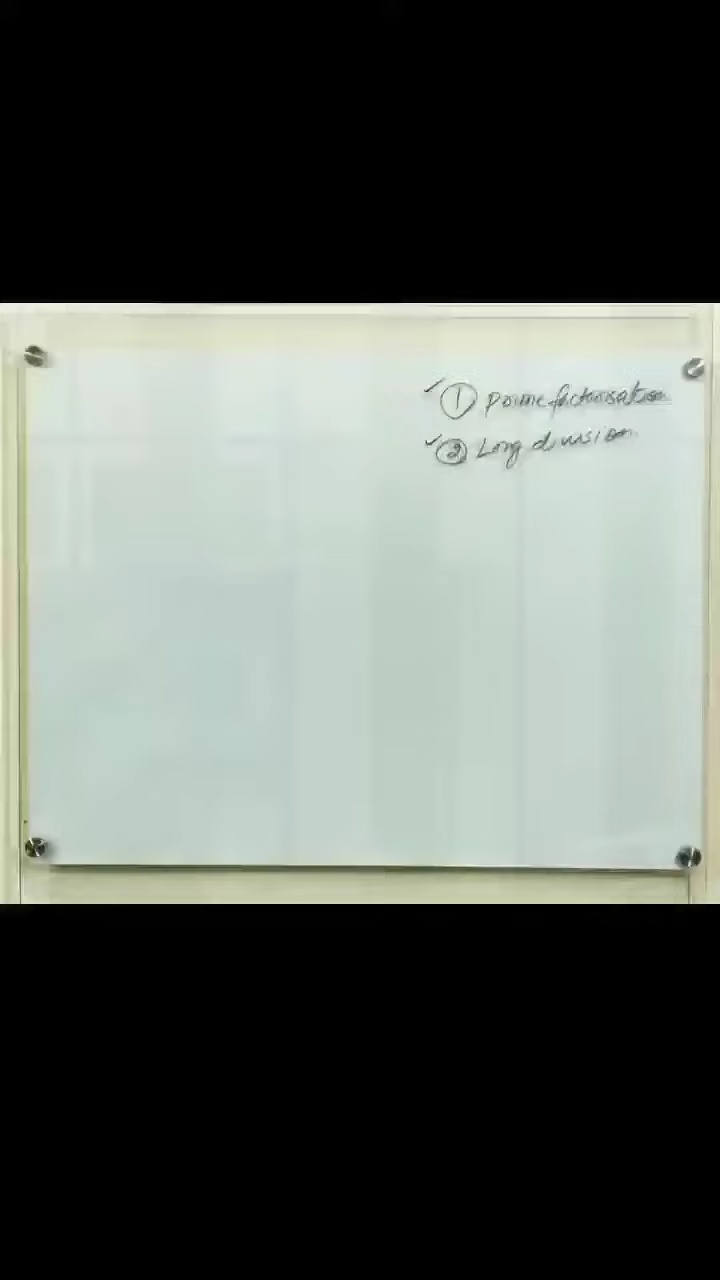 ✓ ① Prime factorisation
✓ ② Long division